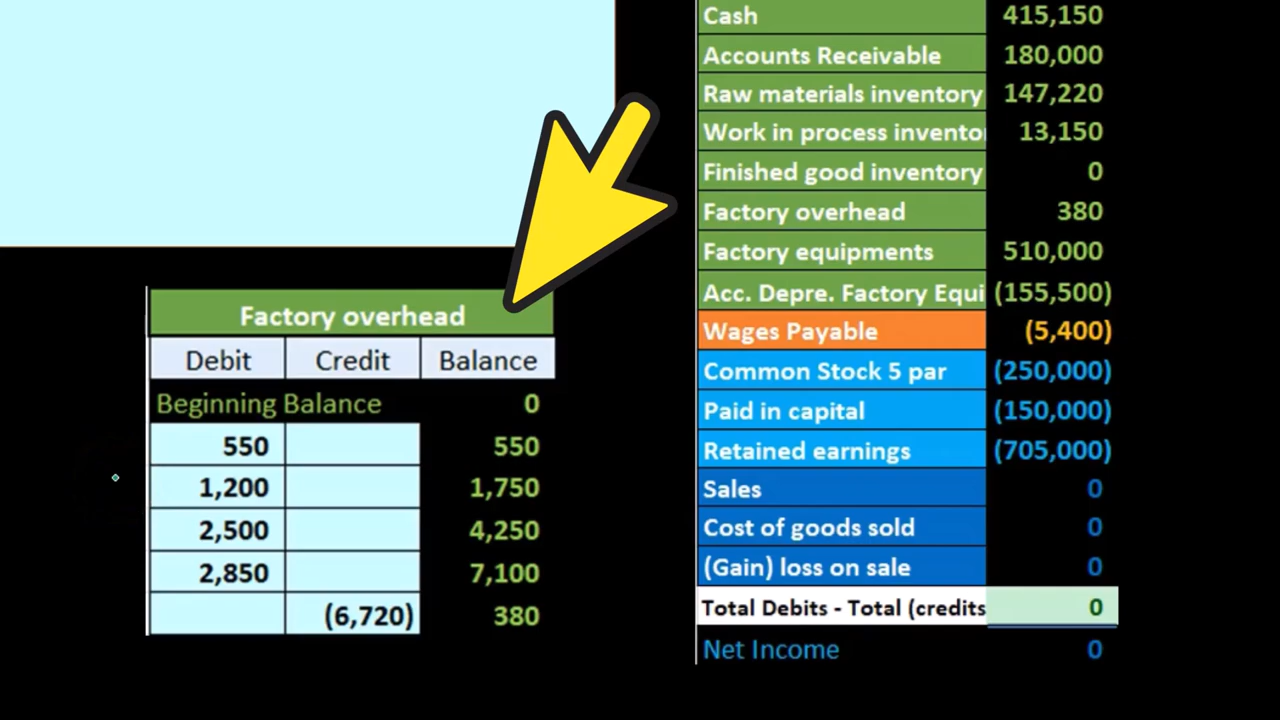 Factory overhead
Debit Credit Balance
Beginning Balance 0
550 550
1,200 1,750
2,500 4,250
2,850 7,100
(6,720) 380
Cash 415,150
Accounts Receivable 180,000
Raw materials inventory 147,220
Work in process invento 13,150
Finished good inventory 0
Factory overhead 380
Factory equipments 510,000
Acc. Depre. Factory Equi (155,500)
Wages Payable (5,400)
Common Stock 5 par (250,000)
Paid in capital (150,000)
Retained earnings (705,000)
Sales 0
Cost of goods sold 0
(Gain) loss on sale 0
Total Debits - Total (credits 0
Net Income 0